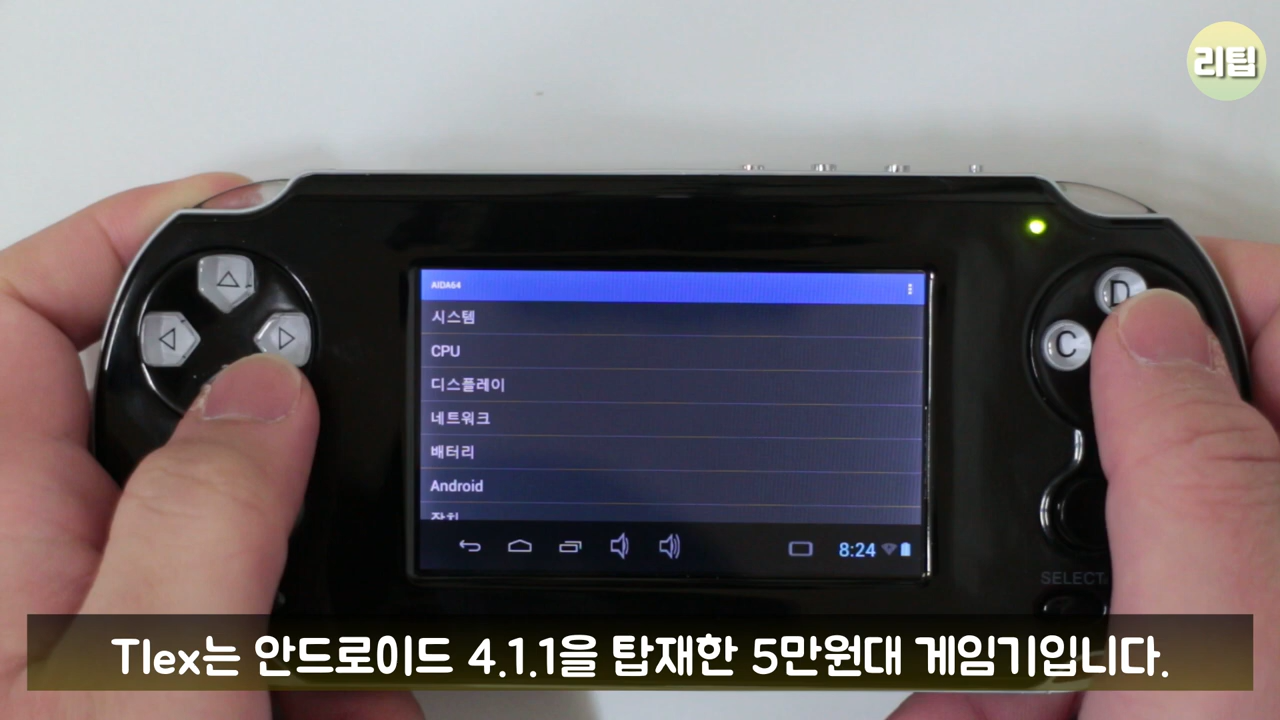 리팁
D
C
AIDA64
시스템
CPU
디스플레이
네트워크
배터리
Android
장치
8:24
SELECT
Tlex는 안드로이드 4.1.1을 탑재한 5만원대 게임기입니다.